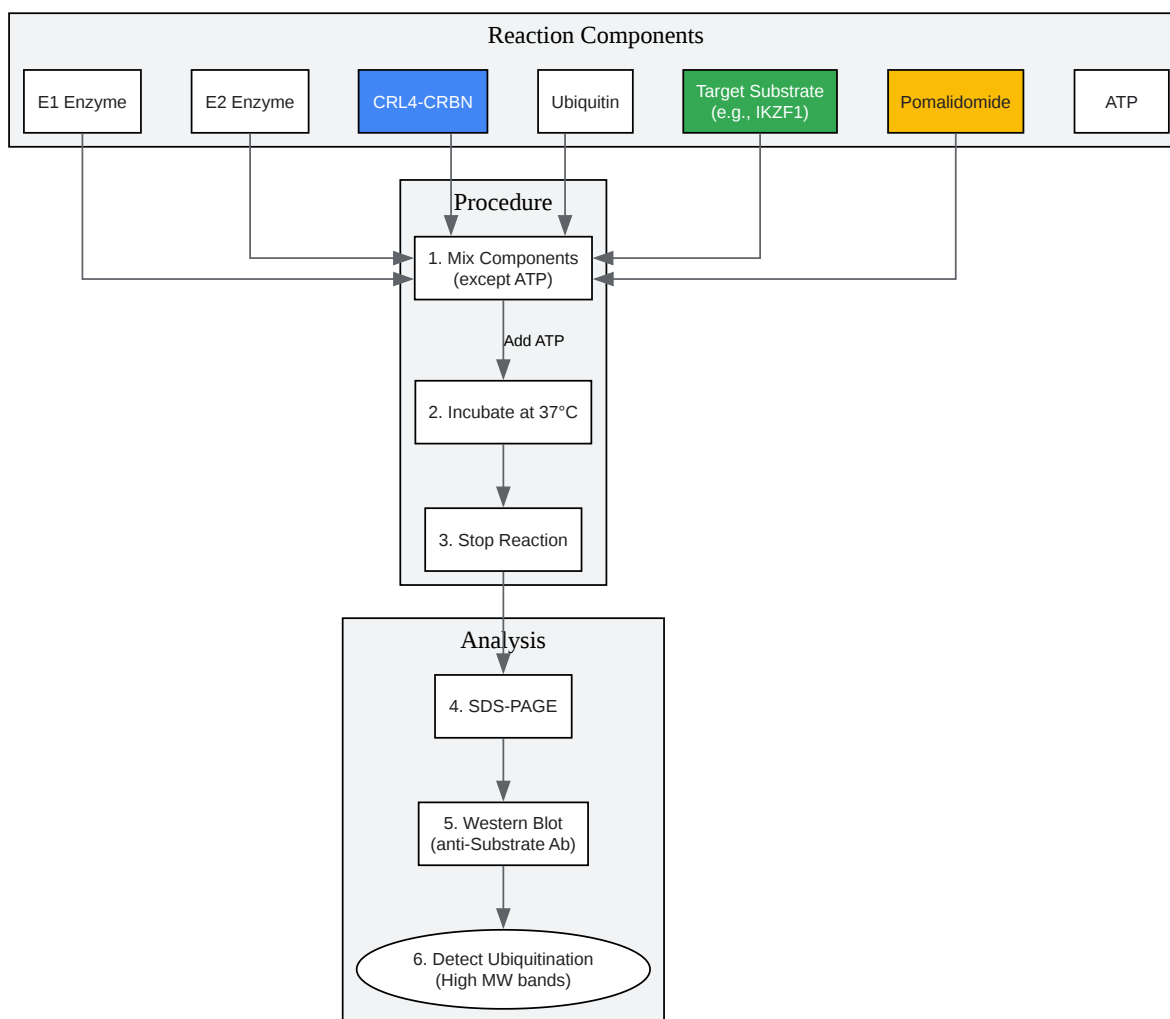 Reaction Components
E1 Enzyme
E2 Enzyme
CRL4-CRBN
Ubiquitin
Target Substrate
(e.g., IKZF1)
Pomalidomide
ATP
Procedure
1. Mix Components
(except ATP)
Add ATP
2. Incubate at 37°C
3. Stop Reaction
Analysis
4. SDS-PAGE
5. Western Blot
(anti-Substrate Ab)
6. Detect Ubiquitination
(High MW bands)